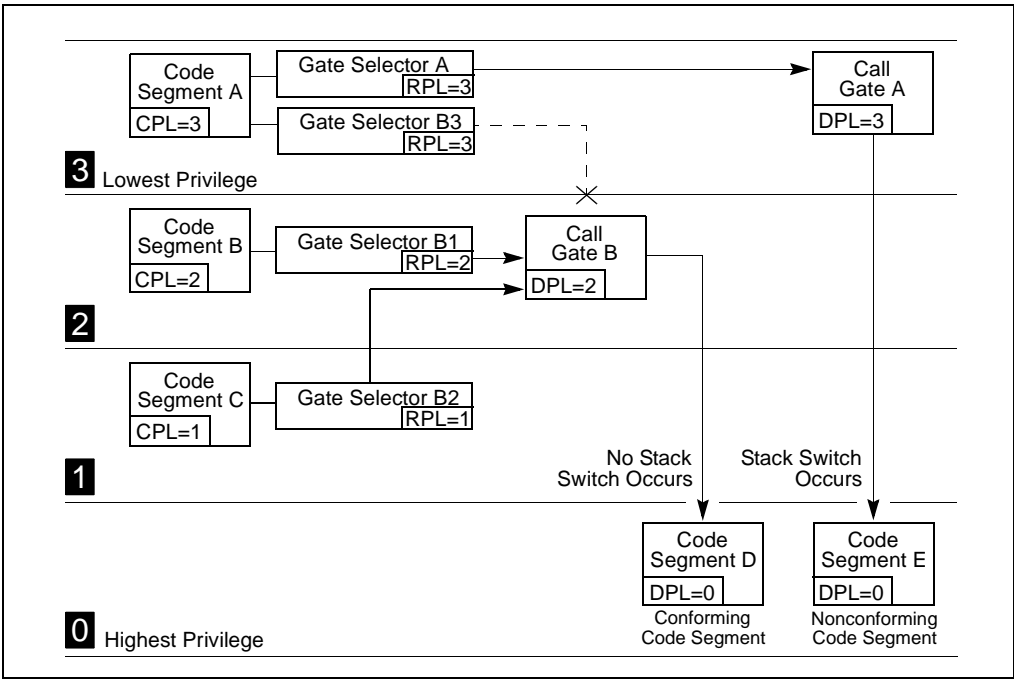 Code
Segment A
CPL=3
Gate Selector A
RPL=3
Gate Selector B3
RPL=3
Call
Gate A
DPL=3
3 Lowest Privilege
Code
Segment B
CPL=2
Gate Selector B1
RPL=2
Call
Gate B
DPL=2
2
Code
Segment C
CPL=1
Gate Selector B2
RPL=1
1
No Stack
Switch Occurs
Stack Switch
Occurs
Code
Segment D
DPL=0
Conforming
Code Segment
Code
Segment E
DPL=0
Nonconforming
Code Segment
0 Highest Privilege